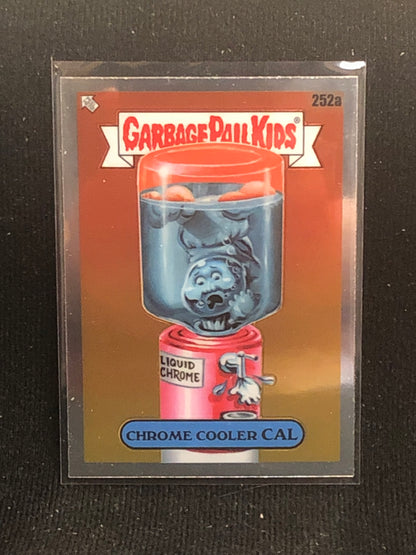 252a
GARBAGE PAIL KIDS®
LIQUID
CHROME
CHROME COOLER CAL